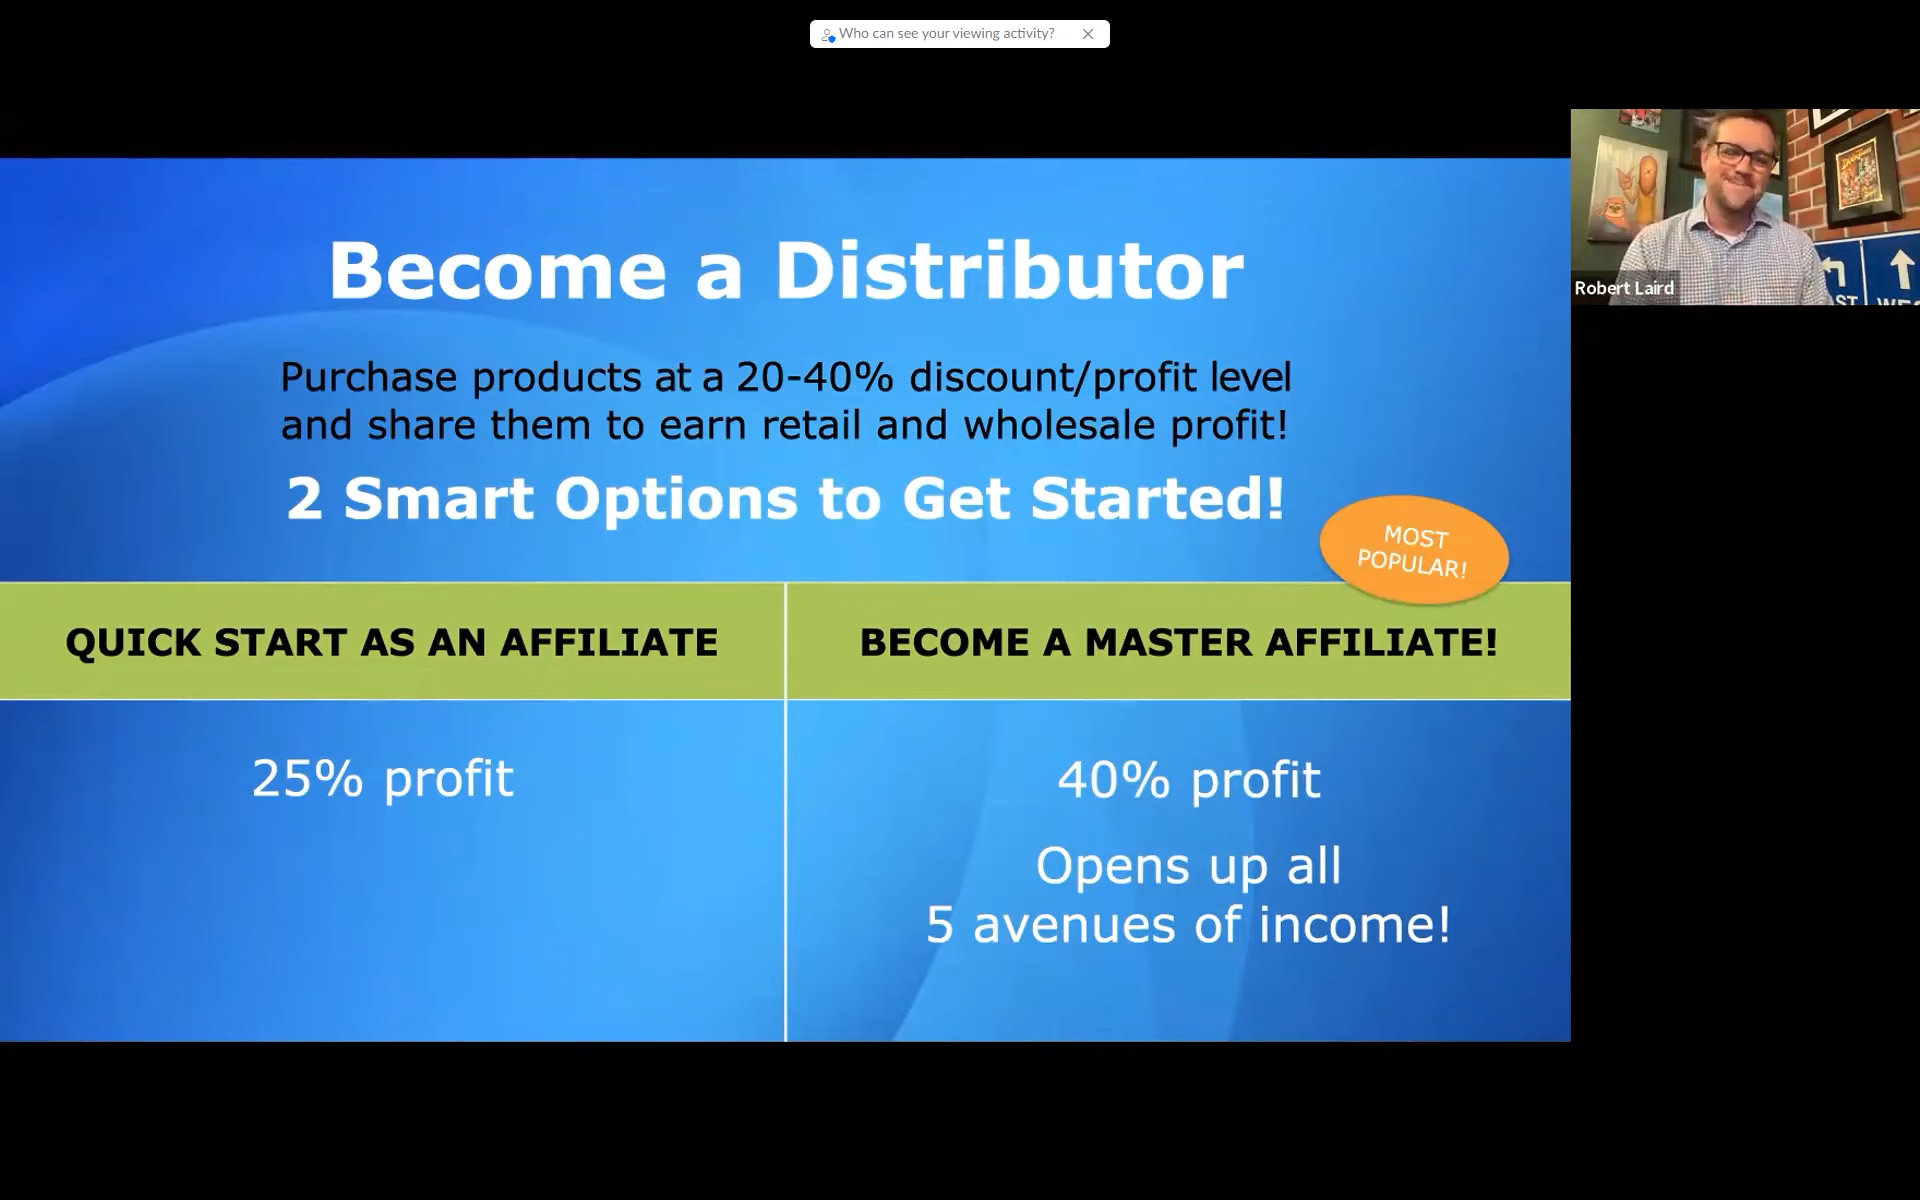 Who can see your viewing activity?
Become a Distributor
Purchase products at a 20-40% discount/profit level
and share them to earn retail and wholesale profit!
2 Smart Options to Get Started!
MOST
POPULAR!
QUICK START AS AN AFFILIATE
BECOME A MASTER AFFILIATE!
25% profit
40% profit
Opens up all
5 avenues of income!
Robert Laird